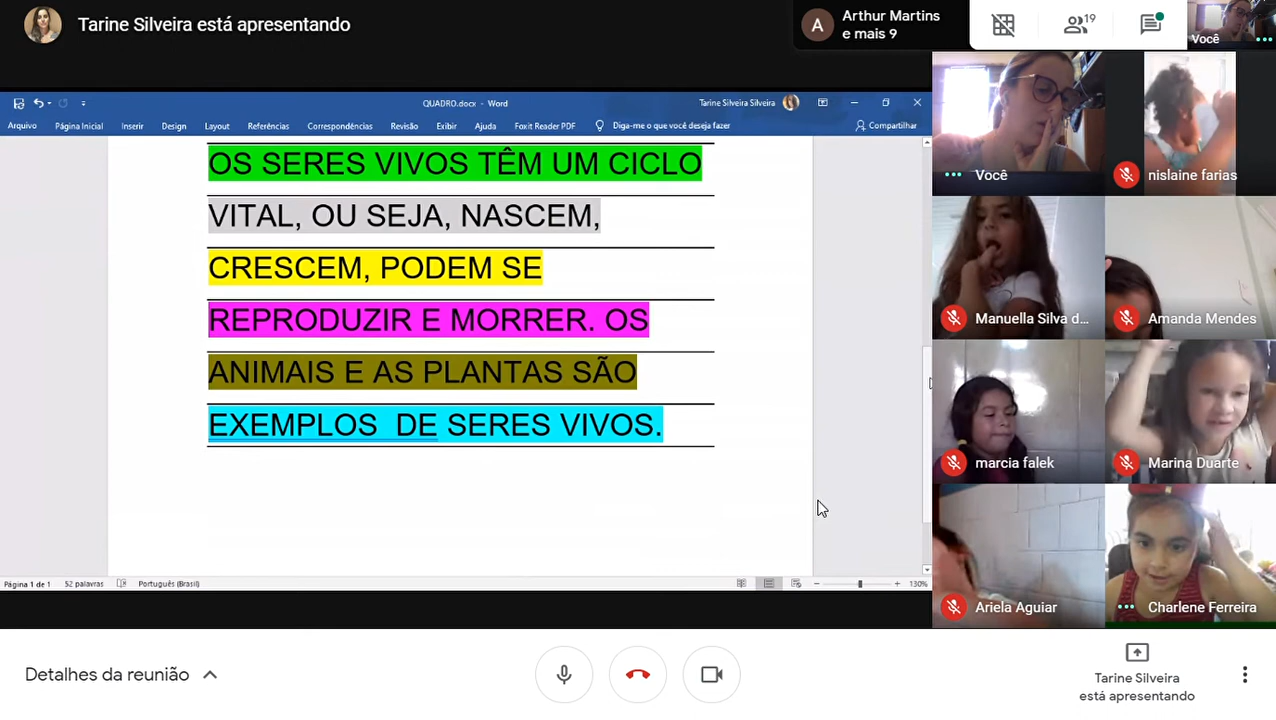 Tarine Silveira está apresentando
A
Arthur Martins
e mais 9
19
Você
QUADRO.docx - Word
Tarine Silveira Silveira
Arquivo Página Inicial Inserir Design Layout Referências Correspondências Revisão Exibir Ajuda Foxit Reader PDF Diga-me o que você deseja fazer Compartilhar
OS SERES VIVOS TÊM UM CICLO
VITAL, OU SEJA, NASCEM,
CRESCEM, PODEM SE
REPRODUZIR E MORRER. OS
ANIMAIS E AS PLANTAS SÃO
EXEMPLOS DE SERES VIVOS.
Página 1 de 1 52 palavras Português (Brasil) 130%
Você
nislaine farias
Manuella Silva d...
Amanda Mendes
marcia falek
Marina Duarte
Ariela Aguiar
Charlene Ferreira
Detalhes da reunião
Tarine Silveira
está apresentando